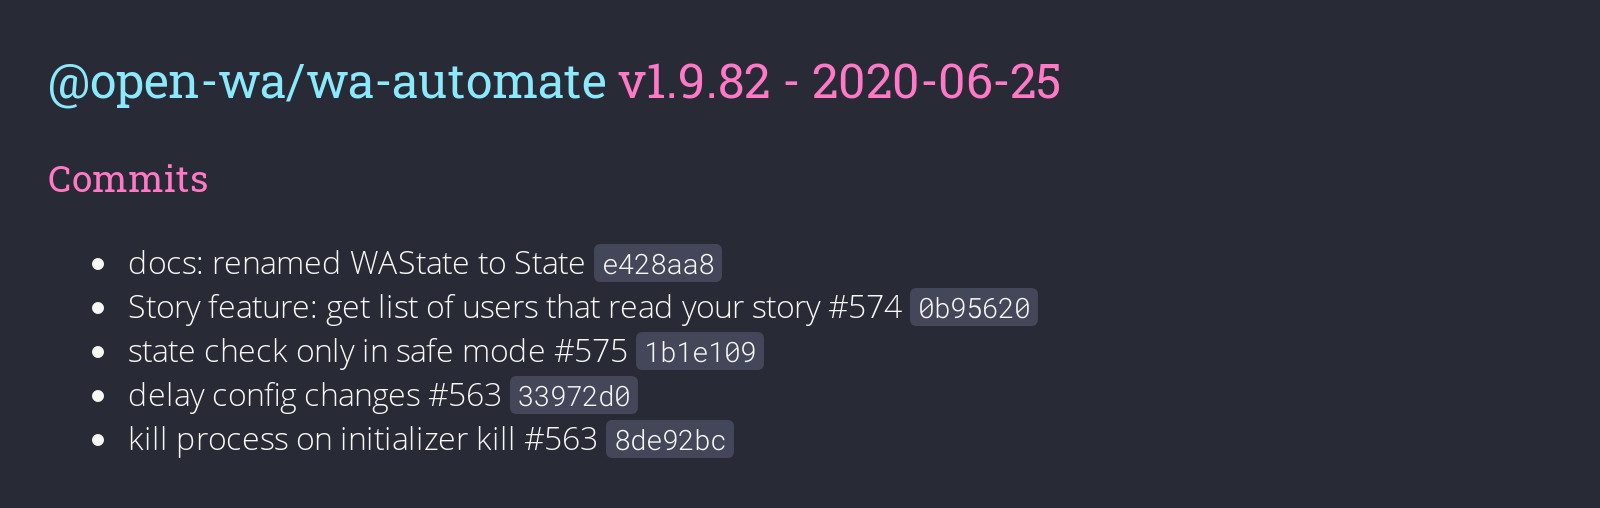 @open-wa/wa-automate v1.9.82 - 2020-06-25
Commits
docs: renamed WAState to State e428aa8
Story feature: get list of users that read your story #574 0b95620
state check only in safe mode #575 1b1e109
delay config changes #563 33972d0
kill process on initializer kill #563 8de92bc